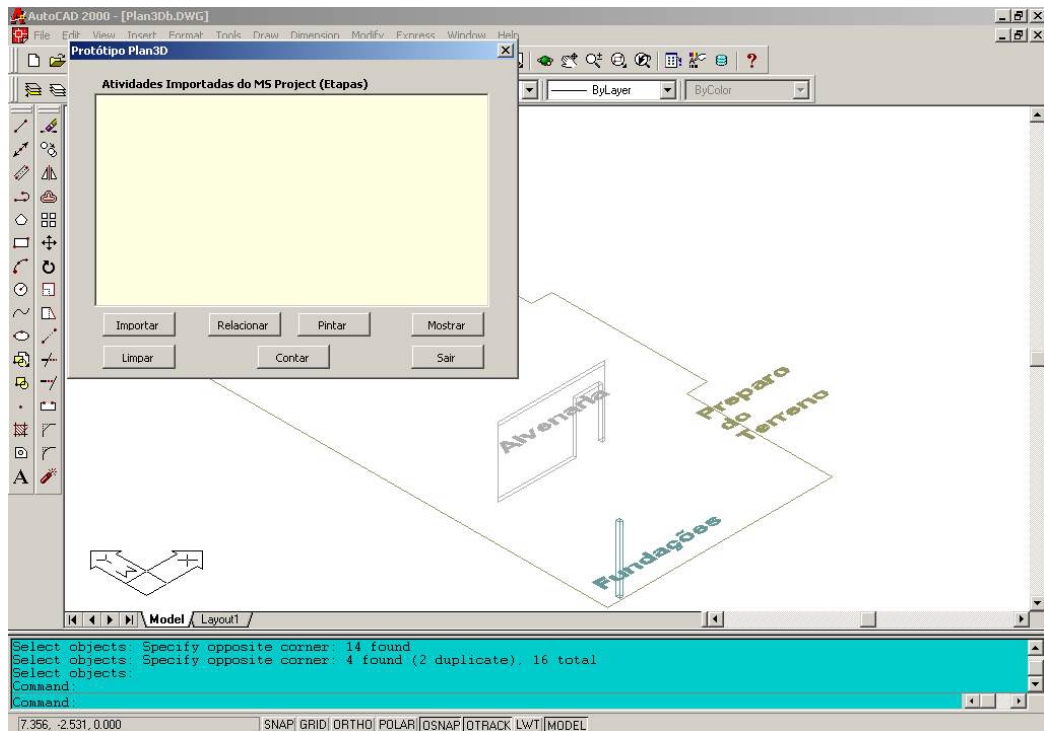 AutoCAD 2000 - [Plan3Db.DWG]
File Edit View Insert Format Tools Draw Dimension Modify Express Window Help
Protótipo Plan3D
Atividades Importadas do MS Project (Etapas)
ByLayer
ByColor
Importar
Relacionar
Pintar
Mostrar
Limpar
Contar
Sair
Alvenaria
Preparo
do
Terreno
Fundações
Model
Layout1
Select objects: Specify opposite corner: 14 found
Select objects: Specify opposite corner: 4 found (2 duplicate), 16 total
Select objects:
Command:
Command:
7.356, -2.531, 0.000
SNAP GRID ORTHO POLAR OSNAP OTRACK LWT MODEL